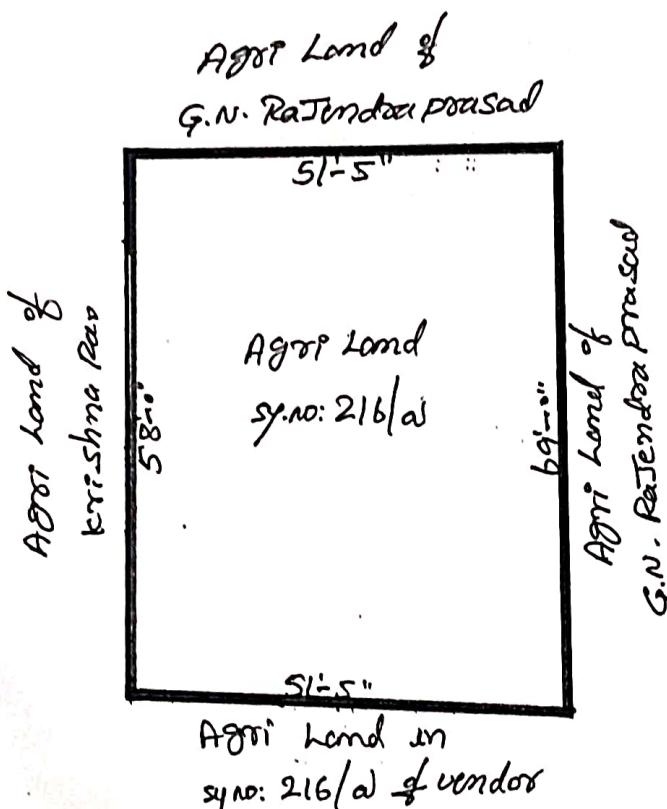 Agri Land of
G.N. Rajendra prasad
51'-5"
Agri Land of
Krishna Rao
58'-0"
Agri Land
sy.no: 216/a
69'-0"
Agri Land of
G.N. Rajendra prasad
51'-5"
Agri Land in
sy no: 216/a of vendor